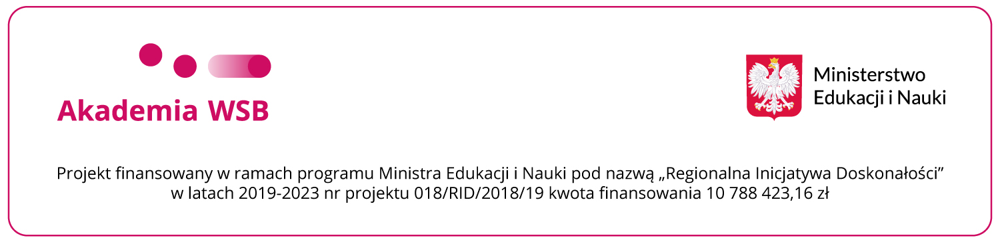 Akademia WSB
Ministerstwo
Edukacji i Nauki
Projekt finansowany w ramach programu Ministra Edukacji i Nauki pod nazwą „Regionalna Inicjatywa Doskonałości”
w latach 2019-2023 nr projektu 018/RID/2018/19 kwota finansowania 10 788 423,16 zł